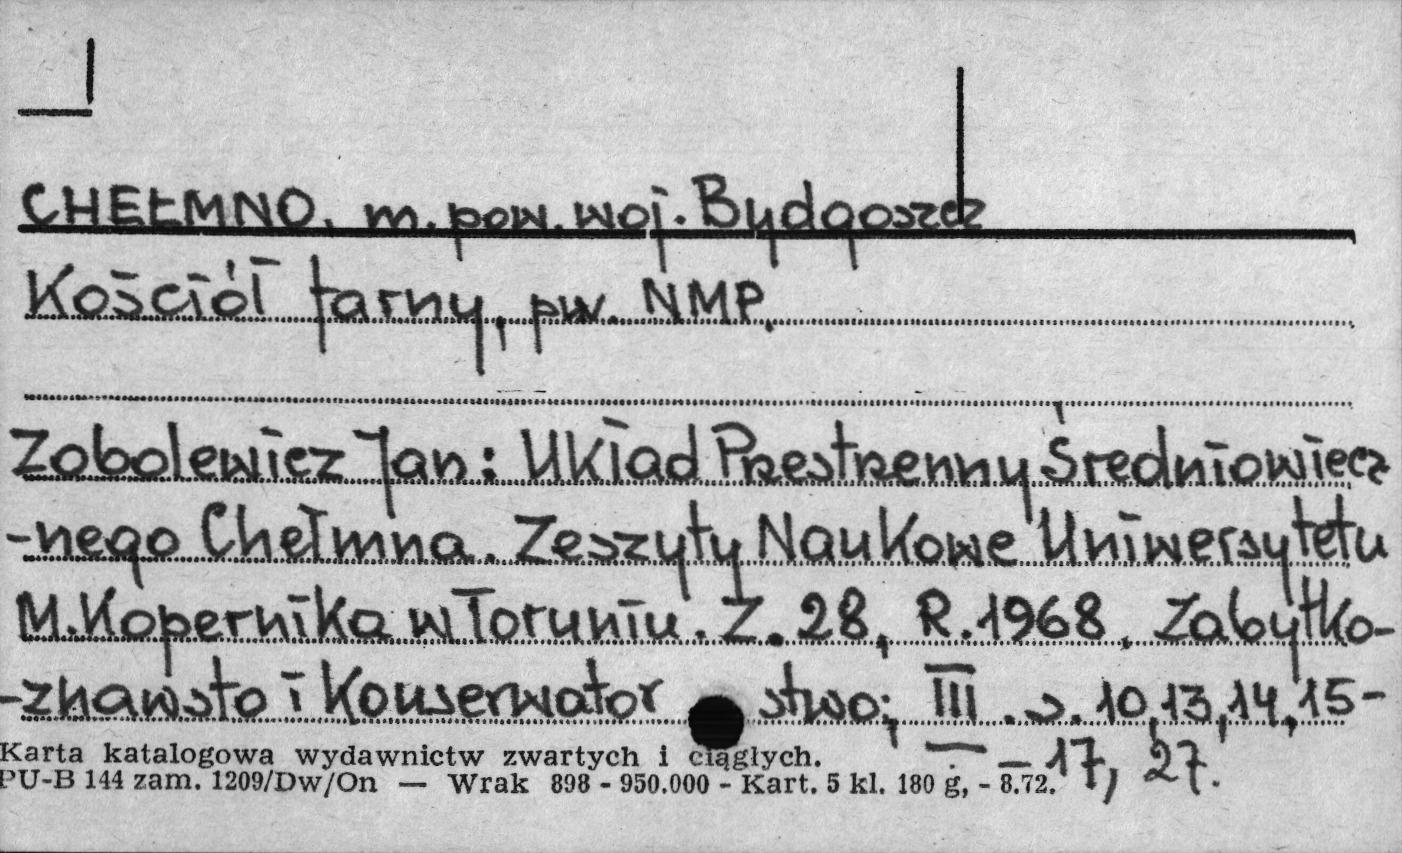 CHEŁMNO, m. pow. woj. Bydgoszcz
Kościół farny, pw. NMP.
Zobolewicz Jan: Układ Przestrzenny Średniowiecz
-nego Chełmna. Zeszyty Naukowe Uniwersytetu
M. Kopernika w Toruniu. Z. 28, R. 1968, Zabytko-
-znawsto i Konserwator stwo; III . s. 10, 13, 14, 15-
- 17, 27.
Karta katalogowa wydawnictw zwartych i ciągłych.
PU-B 144 zam. 1209/Dw/On — Wrak 898 - 950.000 - Kart. 5 kl. 180 g, - 8.72.